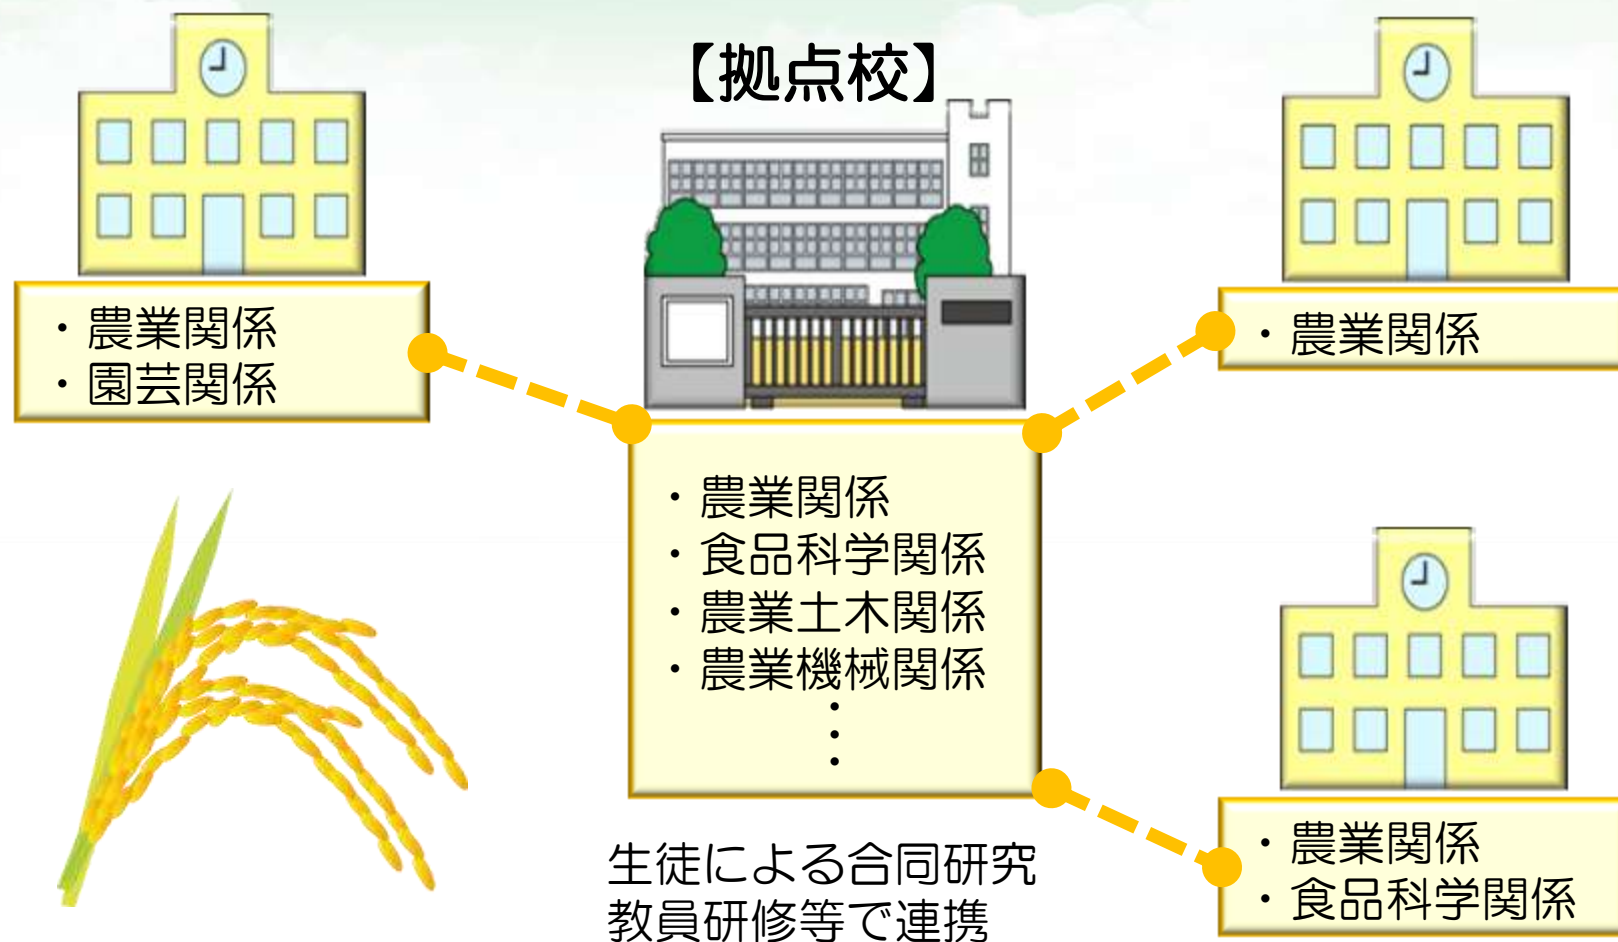 【拠点校】
・農業関係
・園芸関係
・農業関係
・農業関係
・食品科学関係
・農業土木関係
・農業機械関係
・
・
・
・農業関係
・食品科学関係
生徒による合同研究
教員研修等で連携